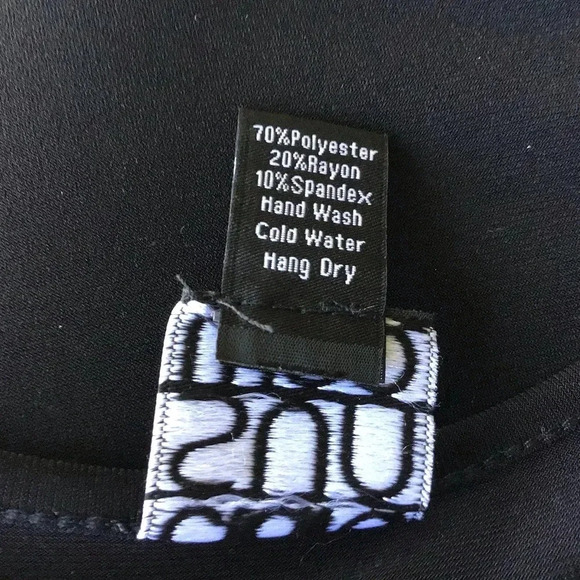 70%Polyester
20%Rayon
10%Spandex
Hand Wash
Cold Water
Hang Dry